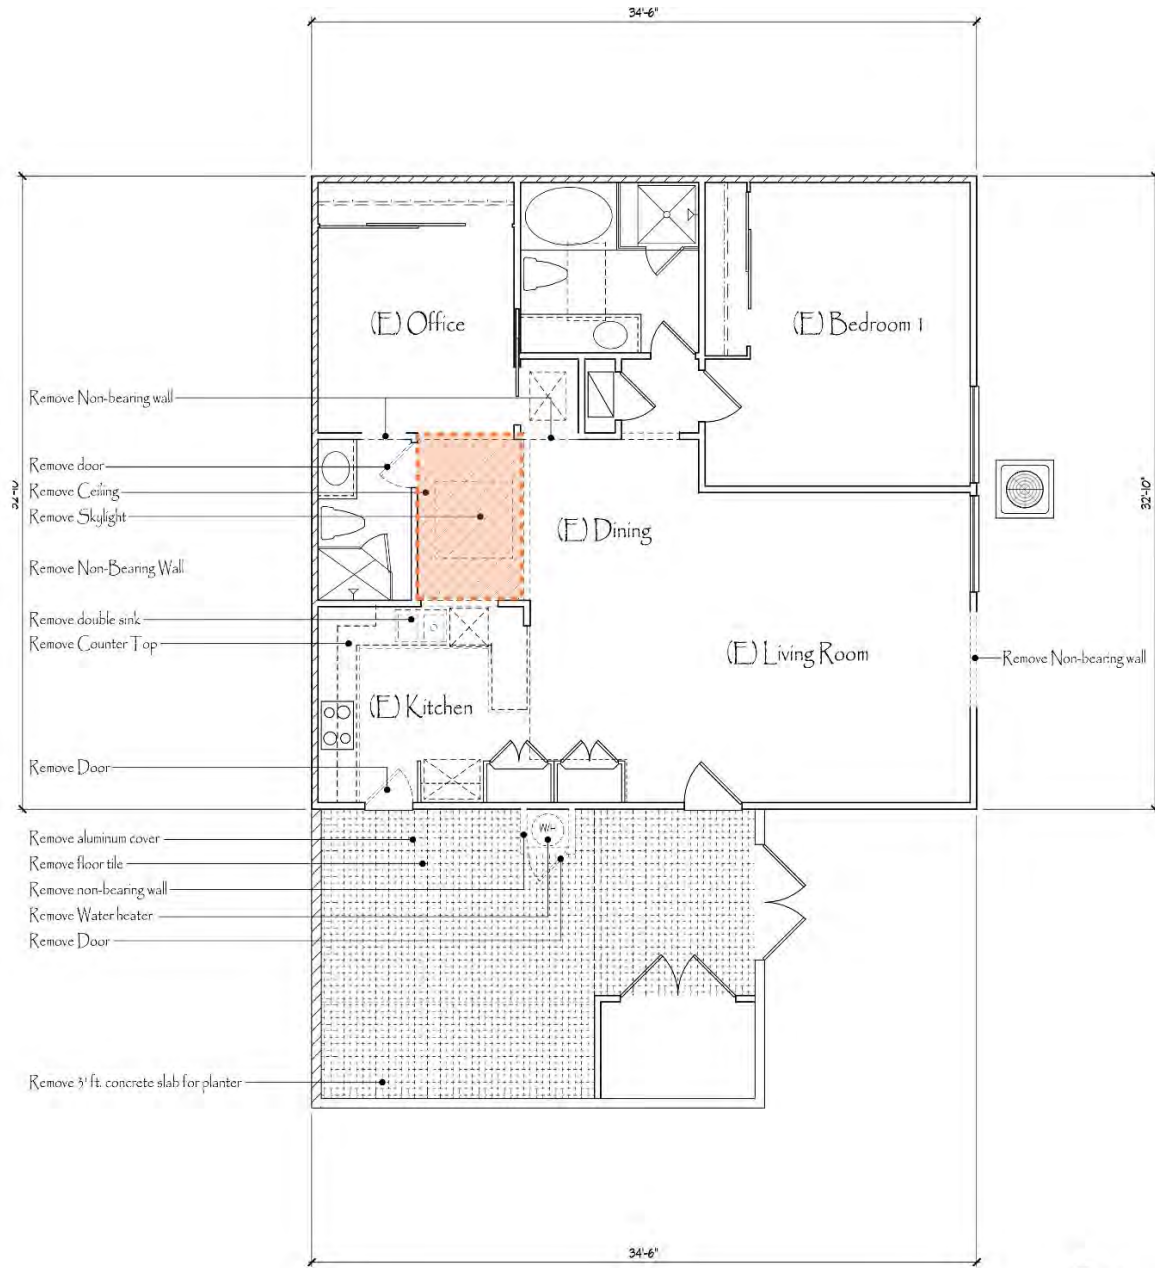 34'-6"
(E) Office
(E) Bedroom 1
Remove Non-bearing wall
Remove door
Remove Ceiling
Remove Skylight
32'-10"
32'-10"
(E) Dining
Remove Non-Bearing Wall
Remove double sink
Remove Counter Top
(E) Living Room
Remove Non-bearing wall
(E) Kitchen
Remove Door
W/H
Remove aluminum cover
Remove floor tile
Remove non-bearing wall
Remove Water heater
Remove Door
Remove 3' ft. concrete slab for planter
34'-6"